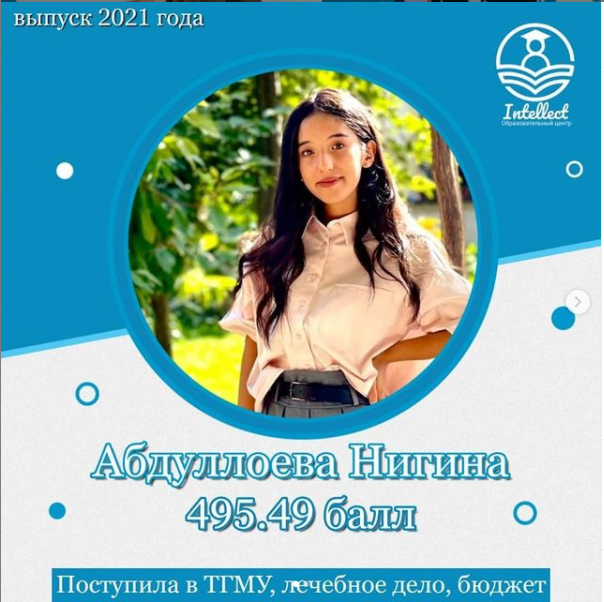 выпуск 2021 года
Intellect
Образовательный центр
Абдуллоева Нигина
495.49 балл
Поступила в ТГМУ, лечебное дело, бюджет